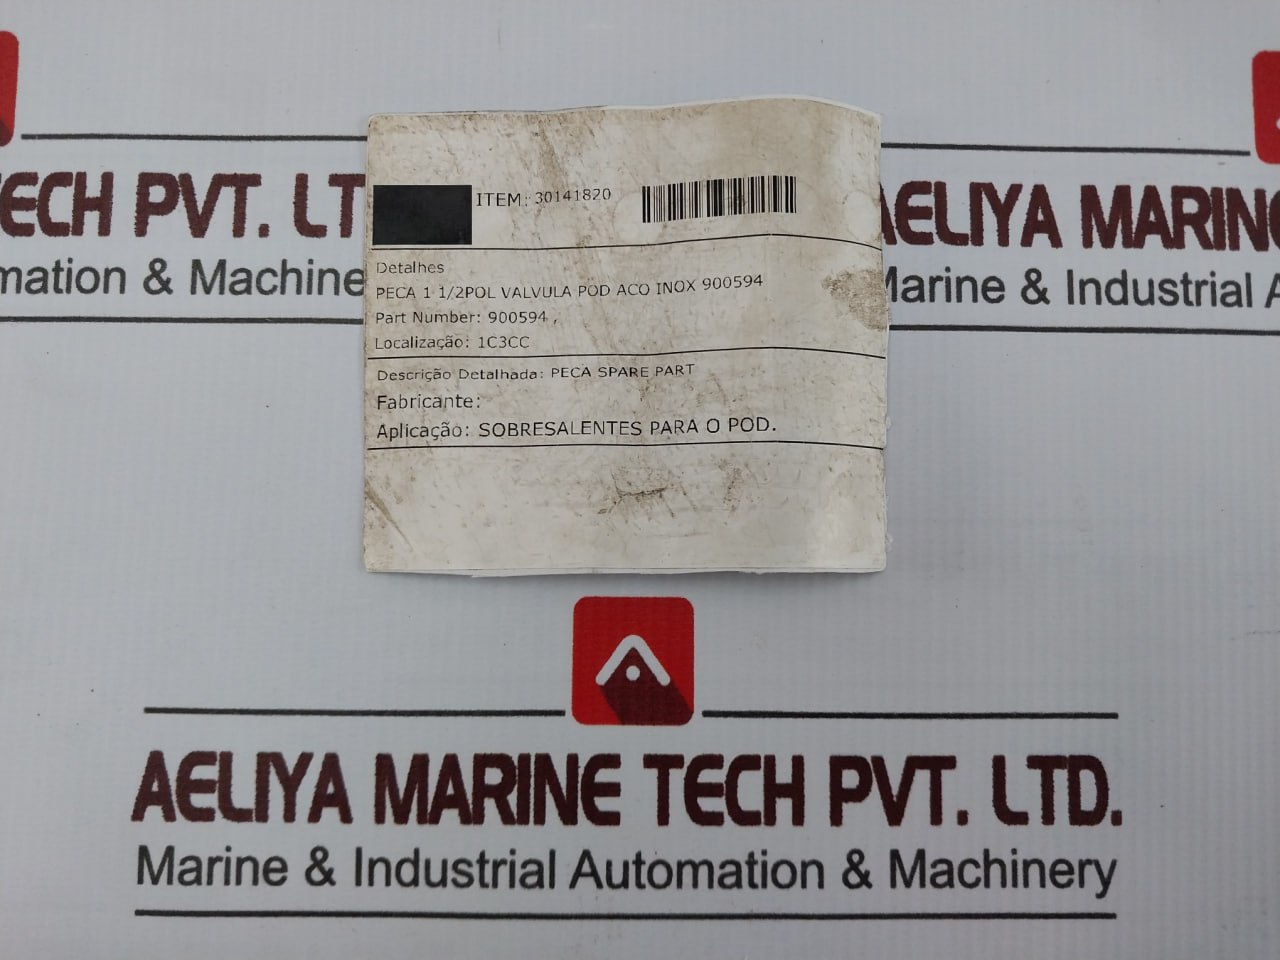 ITEM: 30141820
Detalhes
PECA 1 1/2POL VALVULA POD ACO INOX 900594
Part Number: 900594 ,
Localização: 1C3CC
Descrição Detalhada: PECA SPARE PART
Fabricante:
Aplicação: SOBRESALENTES PARA O POD.
ECH PVT. LT
mation & Machine
AELIYA MARINE
Marine & Industrial A
AELIYA MARINE TECH PVT. LTD.
Marine & Industrial Automation & Machinery